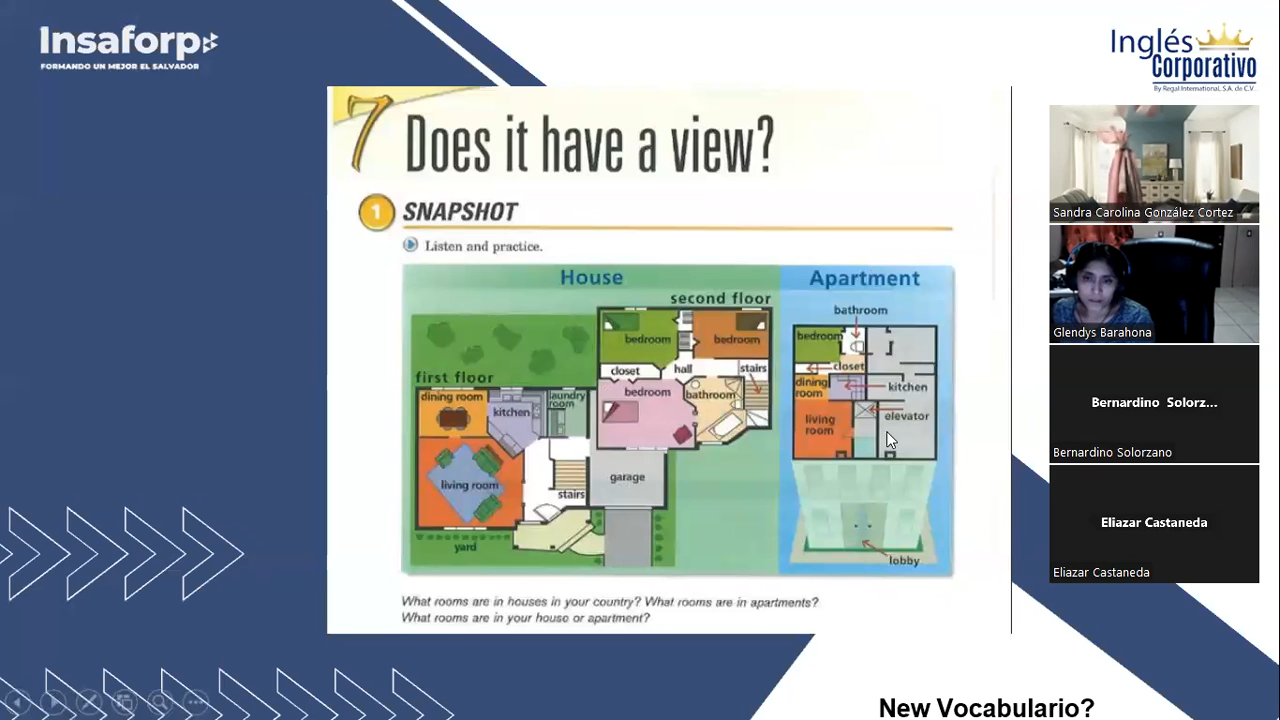 Insaforp
FORMANDO UN MEJOR EL SALVADOR
Inglés
Corporativo
By Regal International, S.A. de C.V.
7 Does it have a view?
1 SNAPSHOT
Listen and practice.
House
second floor
bedroom
bedroom
closet
hall
stairs
bedroom
bathroom
first floor
dining room
kitchen
laundry
room
living room
stairs
garage
yard
Apartment
bathroom
bedroom
closet
dining
room
kitchen
elevator
living
room
lobby
What rooms are in houses in your country? What rooms are in apartments?
What rooms are in your house or apartment?
Sandra Carolina González Cortez
Glendys Barahona
Bernardino Solorz...
Bernardino Solorzano
Eliazar Castaneda
Eliazar Castaneda
New Vocabulario?